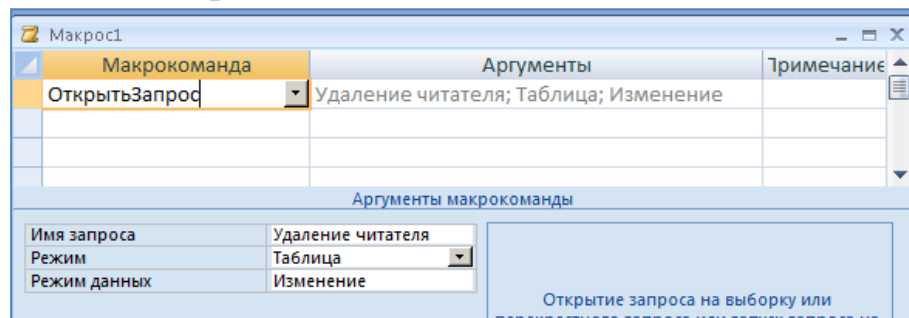 Макрос1
Макрокоманда Аргументы Примечание
ОткрытьЗапрос Удаление читателя; Таблица; Изменение
Аргументы макрокоманды
Имя запроса Удаление читателя
Режим Таблица
Режим данных Изменение
Открытие запроса на выборку или